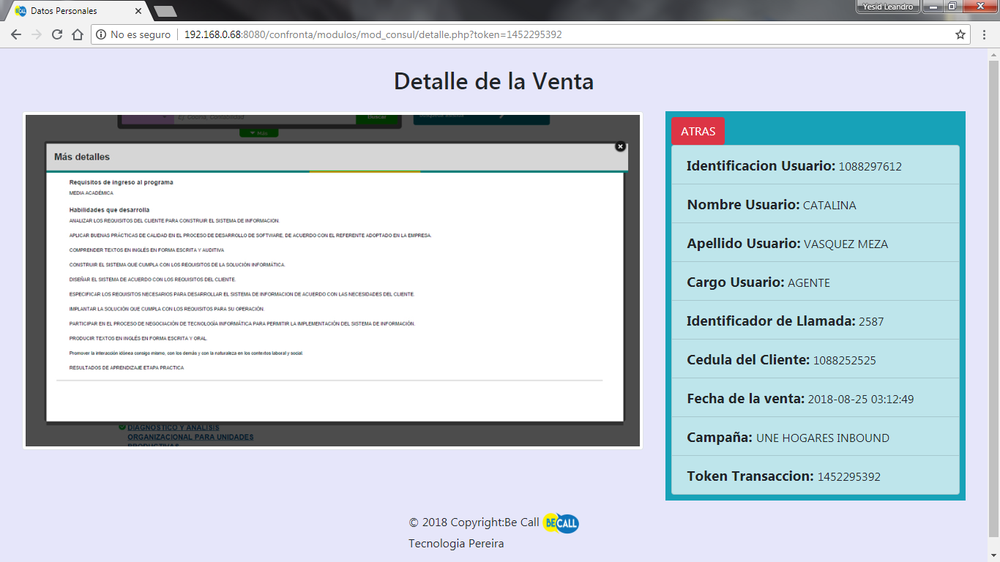 Datos Personales
Yesid Leandro
No es seguro
192.168.0.68:8080/confronta/modulos/mod_consul/detalle.php?token=1452295392
Detalle de la Venta
Ej: Cocina, Contabilidad
Buscar
Más
Más detalles
Requisitos de ingreso al programa
MEDIA ACADÉMICA
Habilidades que desarrolla
ANALIZAR LOS REQUISITOS DEL CLIENTE PARA CONSTRUIR EL SISTEMA DE INFORMACION.
APLICAR BUENAS PRÁCTICAS DE CALIDAD EN EL PROCESO DE DESARROLLO DE SOFTWARE, DE ACUERDO CON EL REFERENTE ADOPTADO EN LA EMPRESA.
COMPRENDER TEXTOS EN INGLÉS EN FORMA ESCRITA Y AUDITIVA
CONSTRUIR EL SISTEMA QUE CUMPLA CON LOS REQUISITOS DE LA SOLUCIÓN INFORMÁTICA.
DISEÑAR EL SISTEMA DE ACUERDO CON LOS REQUISITOS DEL CLIENTE.
ESPECIFICAR LOS REQUISITOS NECESARIOS PARA DESARROLLAR EL SISTEMA DE INFORMACION DE ACUERDO CON LAS NECESIDADES DEL CLIENTE.
IMPLANTAR LA SOLUCIÓN QUE CUMPLA CON LOS REQUISITOS PARA SU OPERACIÓN.
PARTICIPAR EN EL PROCESO DE NEGOCIACIÓN DE TECNOLOGÍA INFORMÁTICA PARA PERMITIR LA IMPLEMENTACIÓN DEL SISTEMA DE INFORMACIÓN.
PRODUCIR TEXTOS EN INGLÉS EN FORMA ESCRITA Y ORAL.
Promover la interacción idónea consigo mismo, con los demás y con la naturaleza en los contextos laboral y social.
RESULTADOS DE APRENDIZAJE ETAPA PRACTICA
DIAGNOSTICO Y ANALISIS
ORGANIZACIONAL PARA UNIDADES
PRODUCTIVAS
ATRAS
Identificacion Usuario: 1088297612
Nombre Usuario: CATALINA
Apellido Usuario: VASQUEZ MEZA
Cargo Usuario: AGENTE
Identificador de Llamada: 2587
Cedula del Cliente: 1088252525
Fecha de la venta: 2018-08-25 03:12:49
Campaña: UNE HOGARES INBOUND
Token Transaccion: 1452295392
© 2018 Copyright:Be Call BE CALL
Tecnologia Pereira